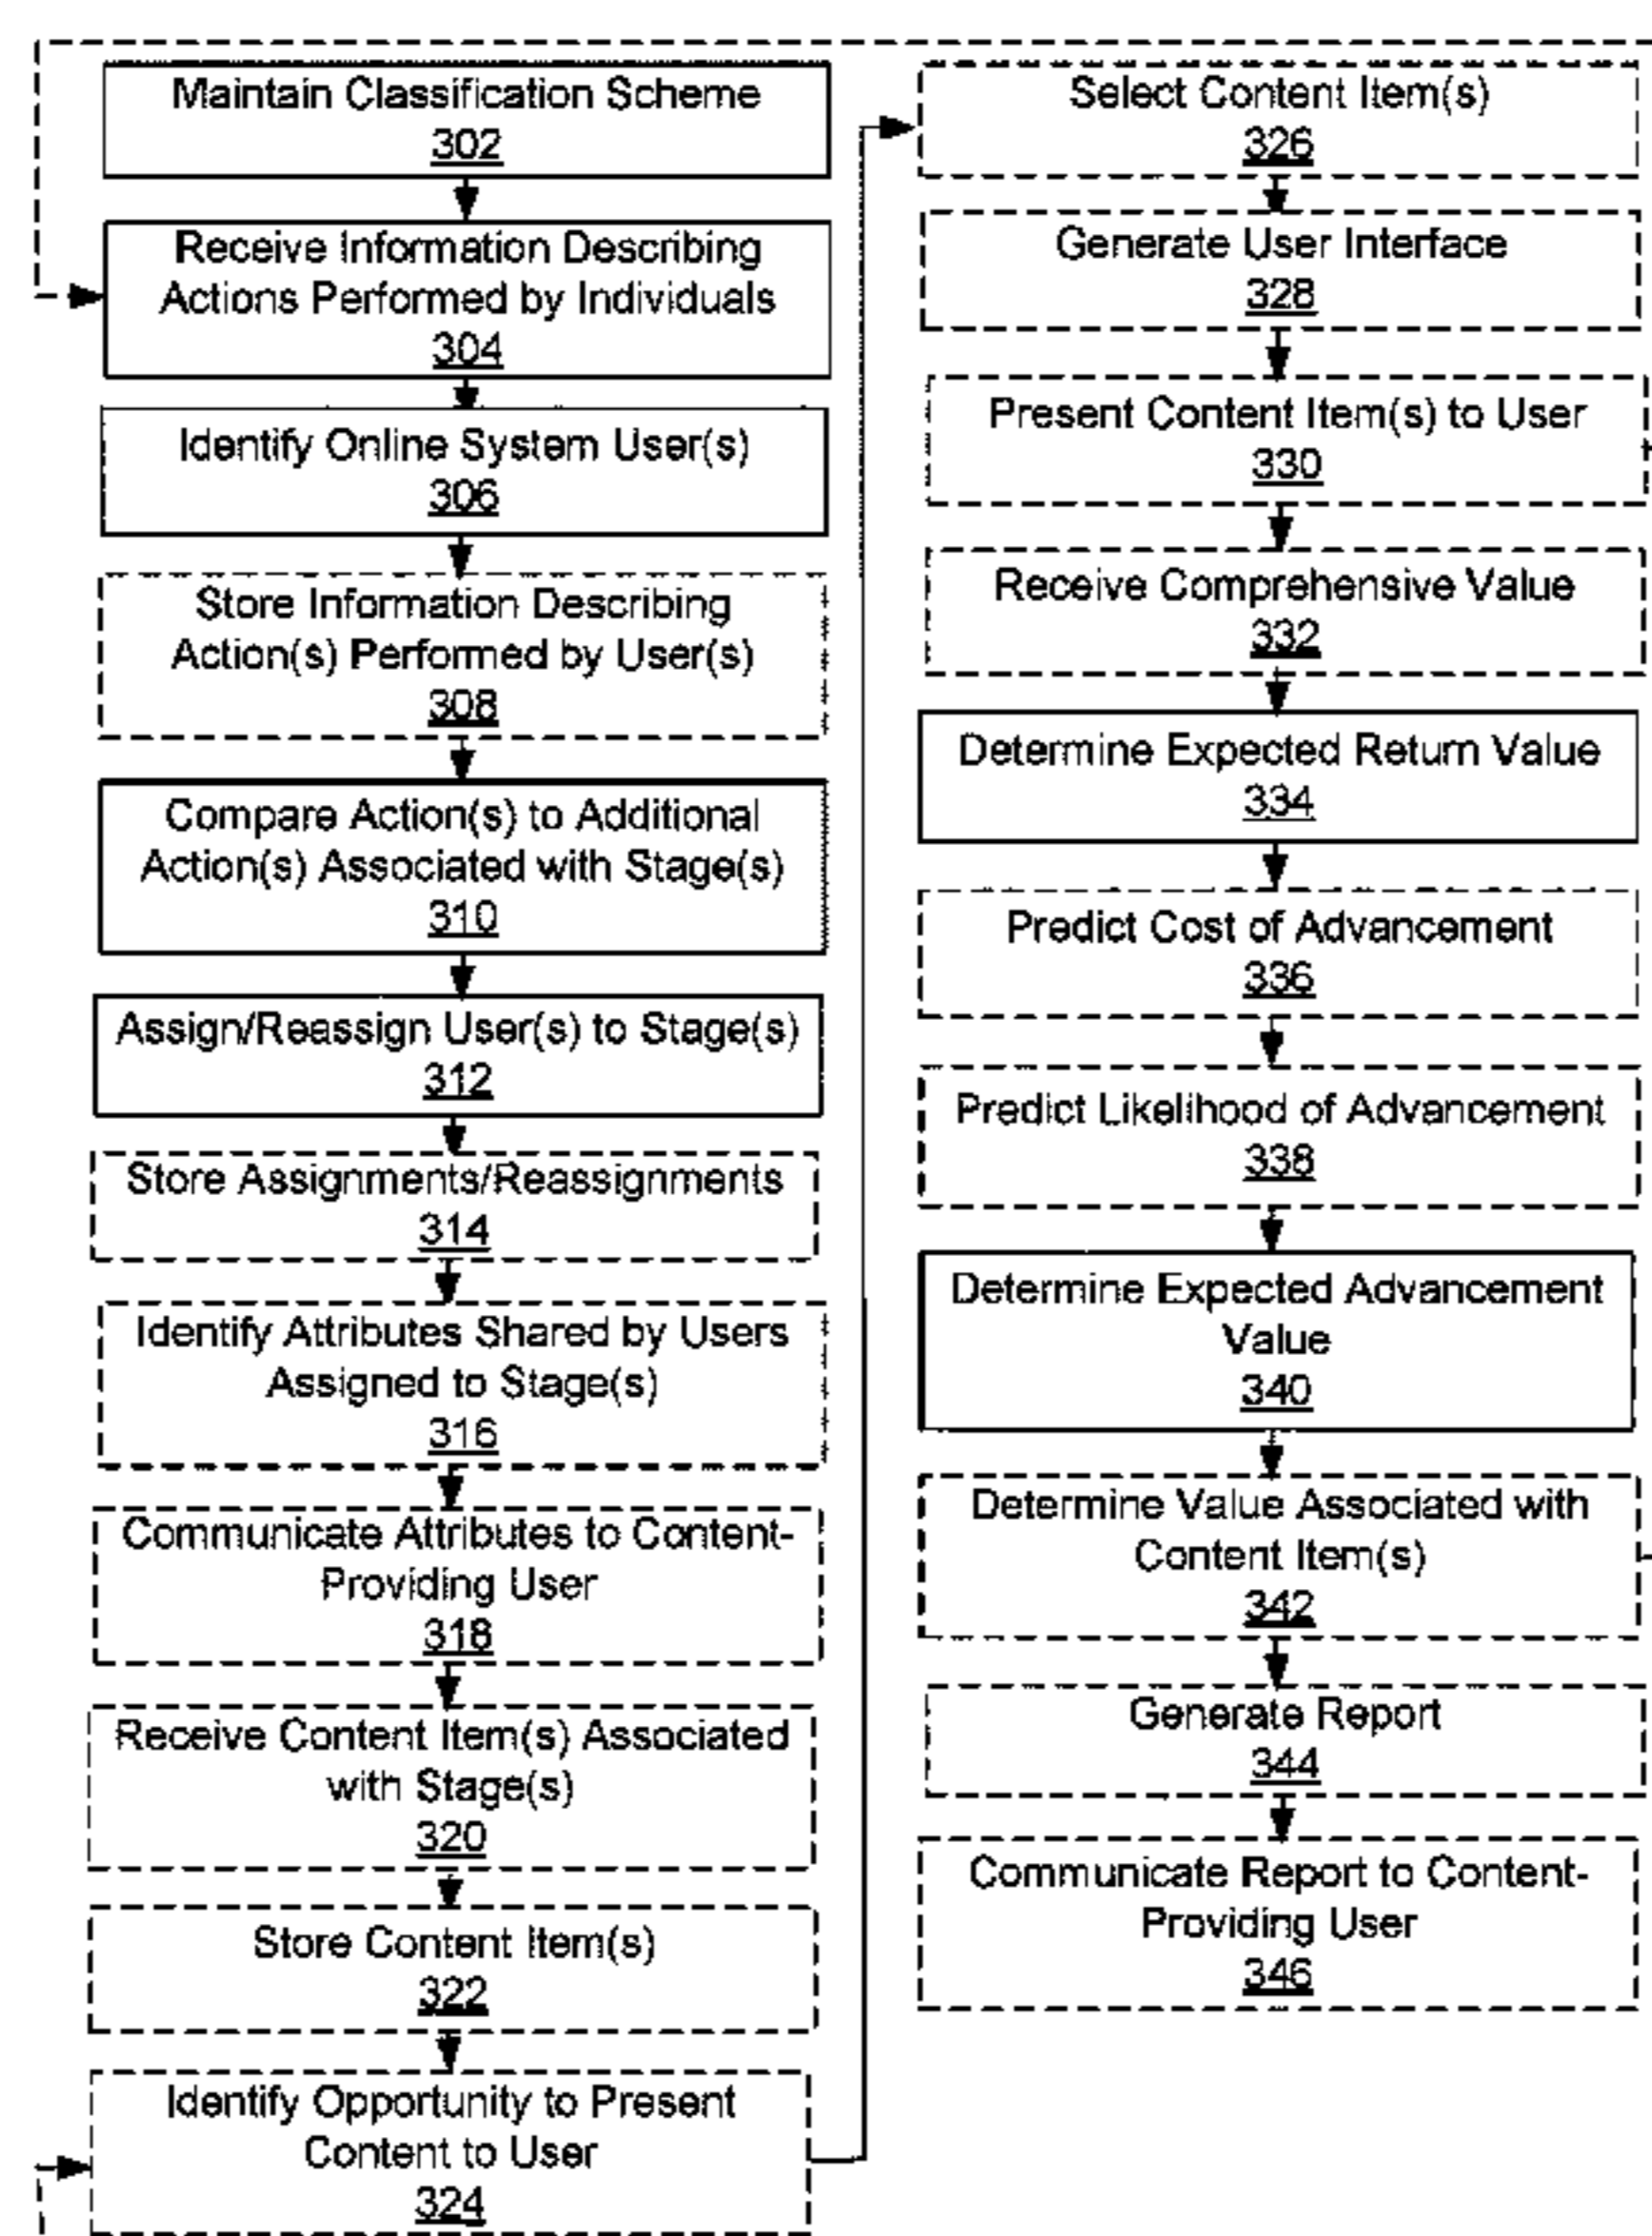 Maintain Classification Scheme
302
Receive Information Describing
Actions Performed by Individuals
304
Identify Online System User(s)
306
Store Information Describing
Action(s) Performed by User(s)
308
Compare Action(s) to Additional
Action(s) Associated with Stage(s)
310
Assign/Reassign User(s) to Stage(s)
312
Store Assignments/Reassignments
314
Identify Attributes Shared by Users
Assigned to Stage(s)
316
Communicate Attributes to Content-
Providing User
318
Receive Content Item(s) Associated
with Stage(s)
320
Store Content Item(s)
322
Identify Opportunity to Present
Content to User
324
Select Content Item(s)
326
Generate User Interface
328
Present Content Item(s) to User
330
Receive Comprehensive Value
332
Determine Expected Return Value
334
Predict Cost of Advancement
336
Predict Likelihood of Advancement
338
Determine Expected Advancement
Value
340
Determine Value Associated with
Content Item(s)
342
Generate Report
344
Communicate Report to Content-
Providing User
346